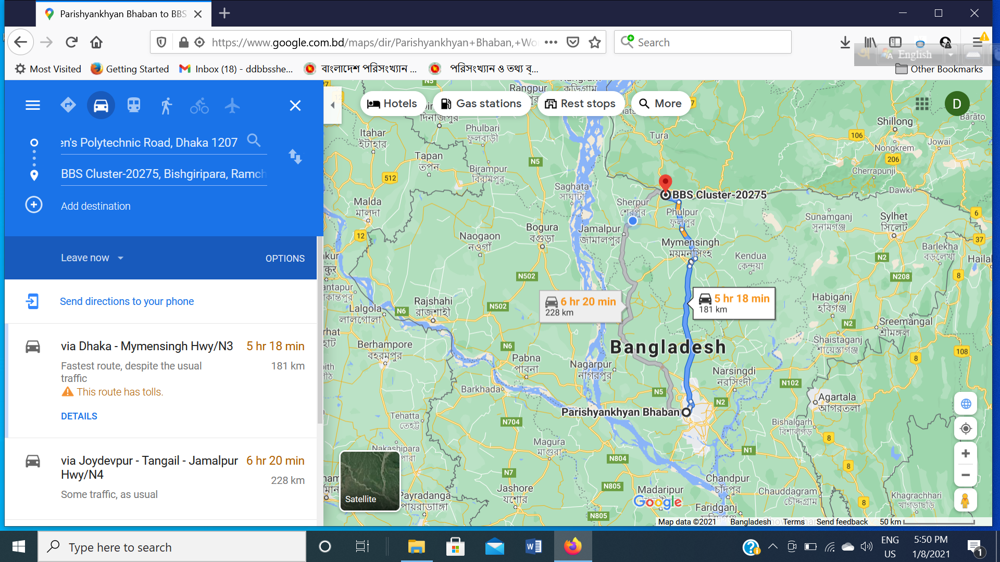 Parishyankhyan Bhaban to BBS
https://www.google.com.bd/maps/dir/Parishyankhyan+Bhaban,+Wo
Search
English
Most Visited
Getting Started
Inbox (18) - ddbbsshe...
বাংলাদেশ পরিসংখ্যান ...
পরিসংখ্যান ও তথ্য ব্...
Other Bookmarks
en's Polytechnic Road, Dhaka 1207
BBS Cluster-20275, Bishgiripara, Ramch
Add destination
Leave now
OPTIONS
Send directions to your phone
via Dhaka - Mymensingh Hwy/N3 5 hr 18 min
Fastest route, despite the usual 181 km
traffic
This route has tolls.
DETAILS
via Joydevpur - Tangail - Jamalpur 6 hr 20 min
Hwy/N4
228 km
Some traffic, as usual
Hotels
Gas stations
Rest stops
More
D
N5
Rangpur
কুড়িগ্রাম
দিনাজপুর
Phulbari
ফুলবাড়ী
Itahar
ইটাহার
Tapan
তপন
Birampur
বিরামপুর
N5
512
Saghata
সাঘাটা
Malda
মালদা
12
Naogaon
নওগাঁ
Bogura
বগুড়া
Jamalpur
জামালপুর
Sherpur
শেরপুর
Tura
Shillong
Bārāto
106
Jowai
Nongkrem
206
Cherrapunji
Dawki
BBS Cluster-20275
Phulpur
ফুলপুর
Mymensingh
ময়মনসিংহ
Kendua
কেন্দুয়া
Sunamganj
সুনামগঞ্জ
Sylhet
সিলেট
6
37
Barlekha
বড়লেখা
N2
N208
8
N502
N502
Rajshahi
রাজশাহী
Lalgola
লালগোলা
N6
6 hr 20 min
228 km
5 hr 18 min
181 km
Habiganj
হবিগঞ্জ
N2
Sreemangal
শ্রীমঙ্গল
Shaistaganj
শায়েস্তাগঞ্জ
108
8
Berhampore
বহরমপুর
N6
Pabna
পাবনা
Bangladesh
Nagarpur
নাগরপুর
Narsingdi
নরসিংদী
N102
Barkhada
N5
N2
Agartala
আগরতলা
Parishyankhyan Bhaban
Tehatta
তেহট্ট
N704
Bishalgarh
বিশালগড়
8
Nakashipara
Magura
মাগুরা
N1
N804
8
N7
Jashore
যশোর
N805
Madaripur
Chandpur
চাঁদপুর
Chauddagram
চৌদ্দগ্রাম
Khagrachhari
খাগড়াছড়ি
8
Payradanga
পায়রাডাঙ্গা
Faridganj
N805
Satellite
Google
Map data ©2021 Bangladesh Terms Send feedback 50 km
Type here to search
ENG
US
5:50 PM
1/8/2021
1